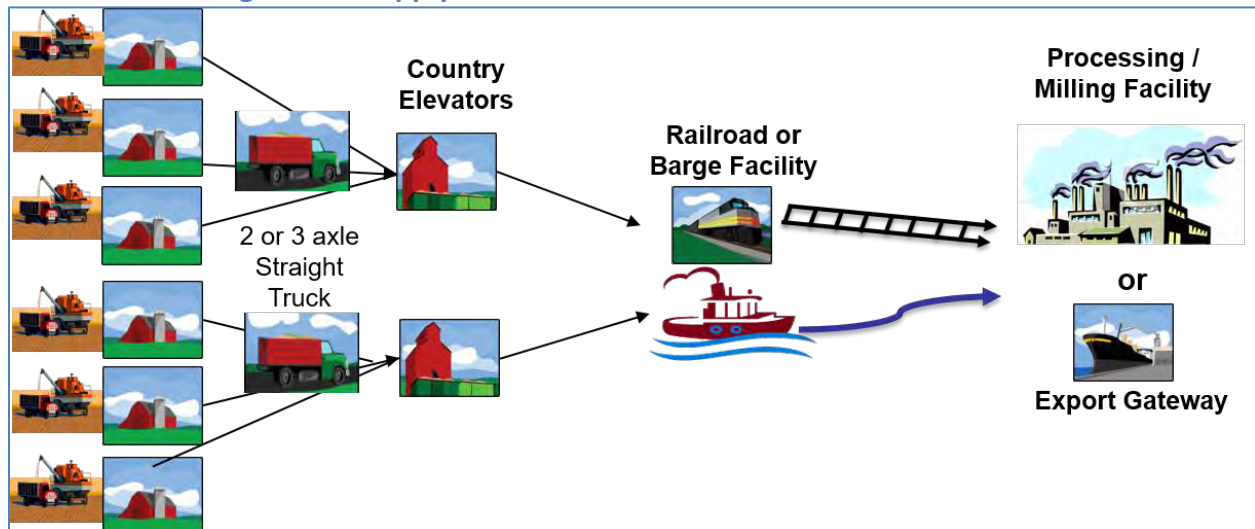 Country
Elevators
2 or 3 axle
Straight
Truck
Railroad or
Barge Facility
Processing /
Milling Facility
or
Export Gateway